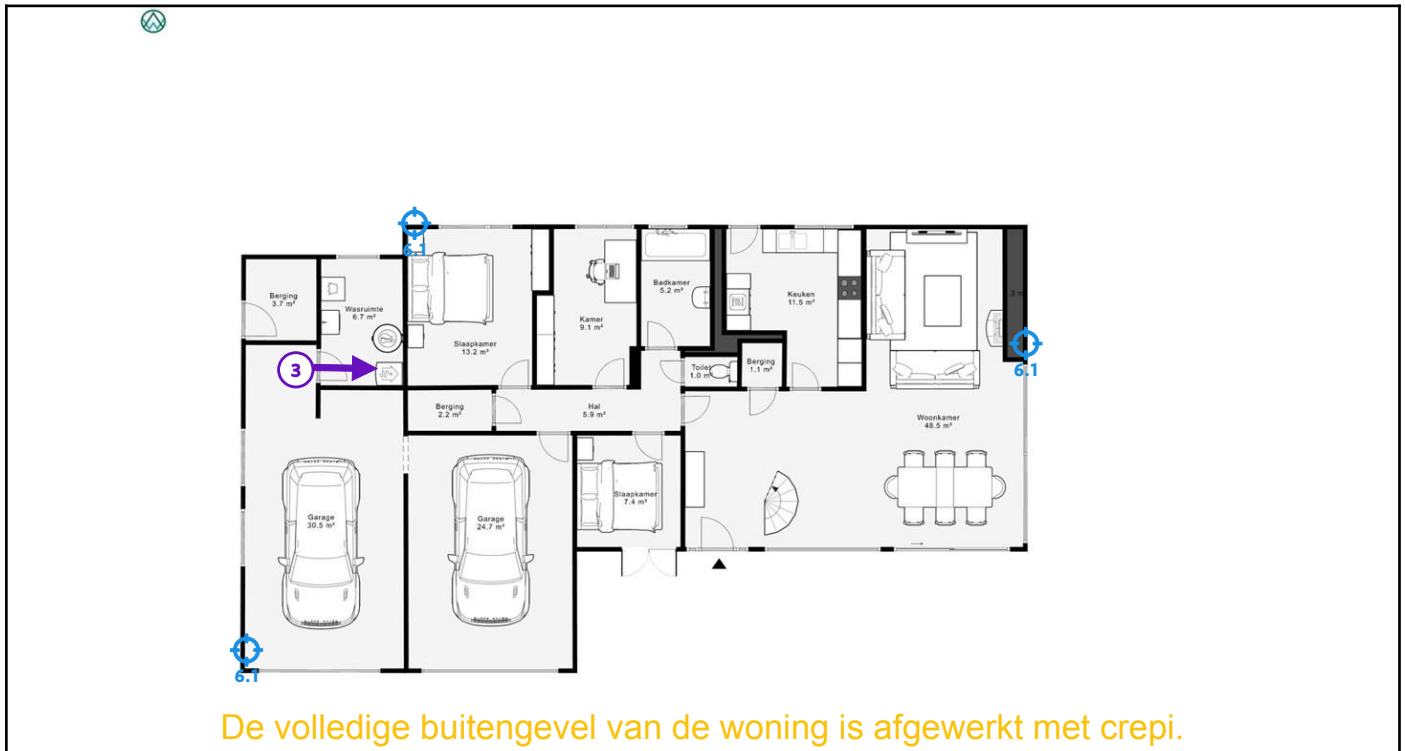 6.1
Berging
3.7 m²
Wasruimte
6.7 m²
Slaapkamer
13.2 m²
Kamer
9.1 m²
Badkamer
5.2 m²
Keuken
11.5 m²
6.1
3
Toilet
1.0 m²
Berging
1.1 m²
Berging
2.2 m²
Hal
5.9 m²
Woonkamer
48.5 m²
Slaapkamer
7.4 m²
Garage
30.5 m²
Garage
24.7 m²
6.1
De volledige buitengevel van de woning is afgewerkt met crepi.